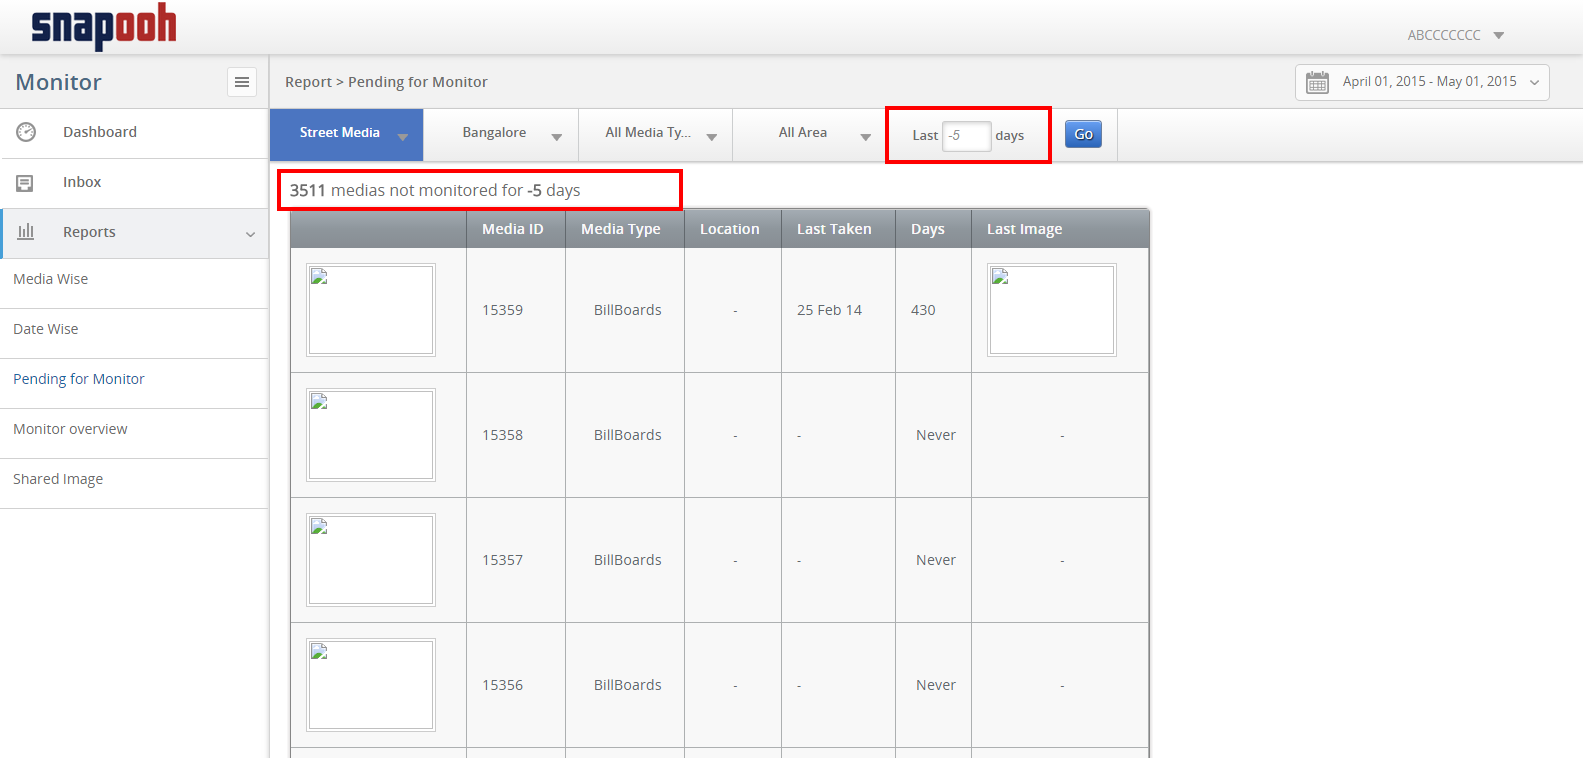 snapooh
ABCCCCCCC
Monitor
Report > Pending for Monitor
April 01, 2015 - May 01, 2015
Dashboard
Inbox
Reports
Media Wise
Date Wise
Pending for Monitor
Monitor overview
Shared Image
Street Media
Bangalore
All Media Ty...
All Area
Last -5 days
Go
3511 medias not monitored for -5 days
Media ID Media Type Location Last Taken Days Last Image
15359 BillBoards - 25 Feb 14 430
15358 BillBoards - - Never -
15357 BillBoards - - Never -
15356 BillBoards - - Never -